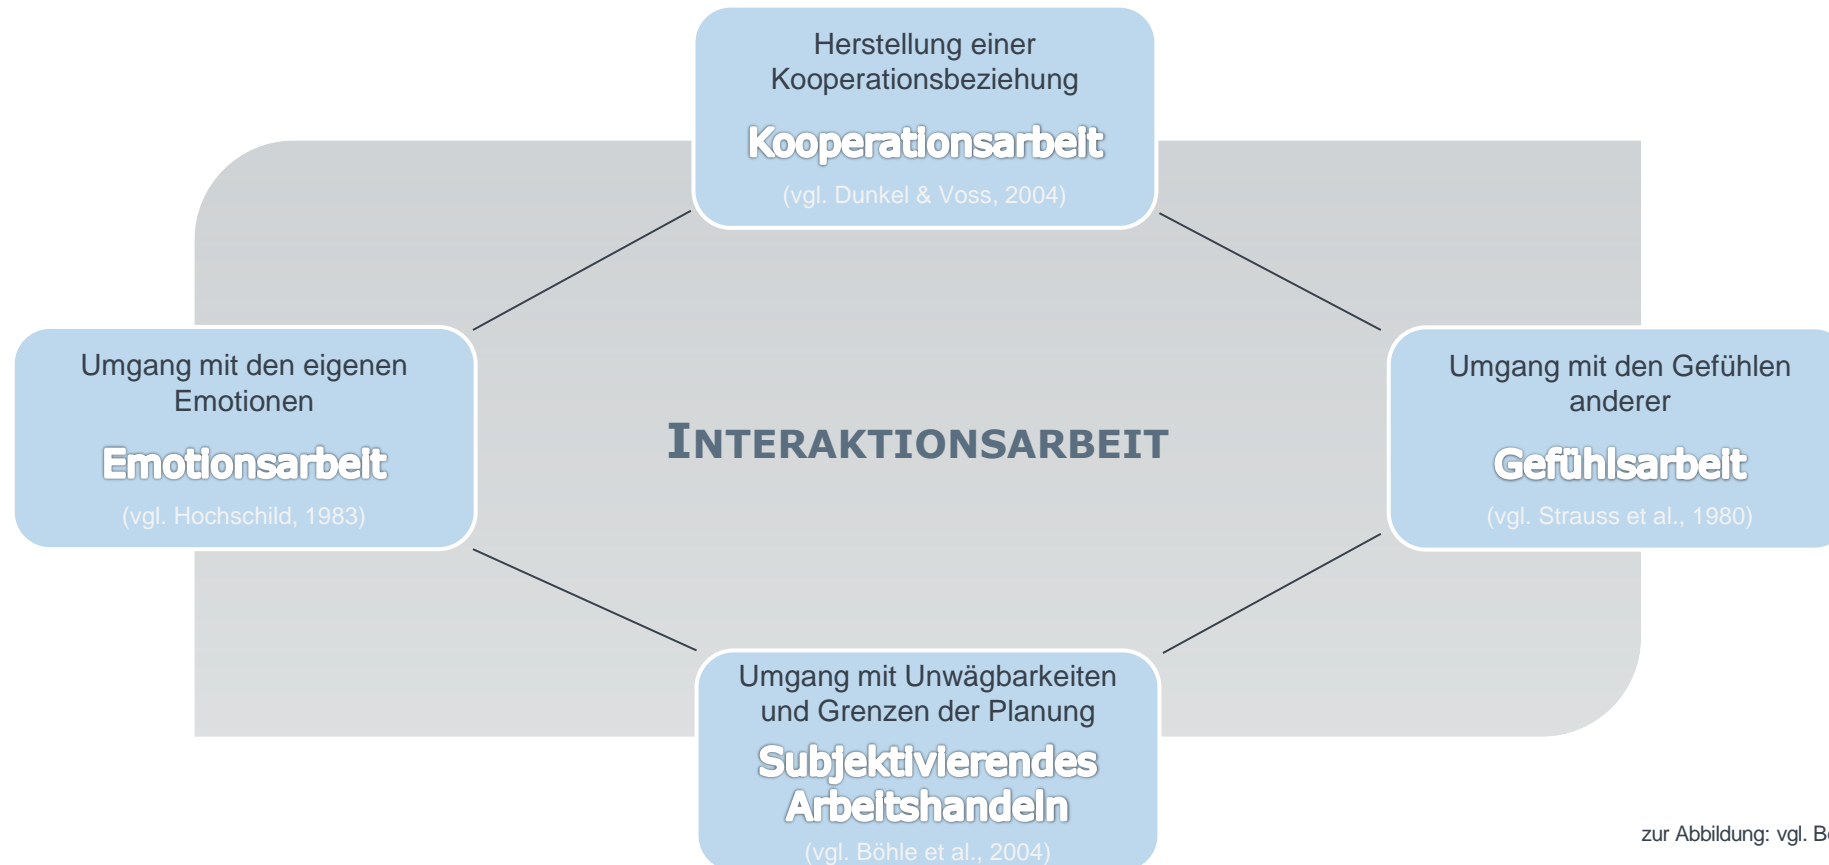 Herstellung einer
Kooperationsbeziehung
Kooperationsarbeit
(vgl. Dunkel & Voss, 2004)
Umgang mit den eigenen
Emotionen
Emotionsarbeit
(vgl. Hochschild, 1983)
INTERAKTIONSARBEIT
Umgang mit den Gefühlen
anderer
Gefühlsarbeit
(vgl. Strauss et al., 1980)
Umgang mit Unwägbarkeiten
und Grenzen der Planung
Subjektivierendes
Arbeitshandeln
(vgl. Böhle et al., 2004)
zur Abbildung: vgl.